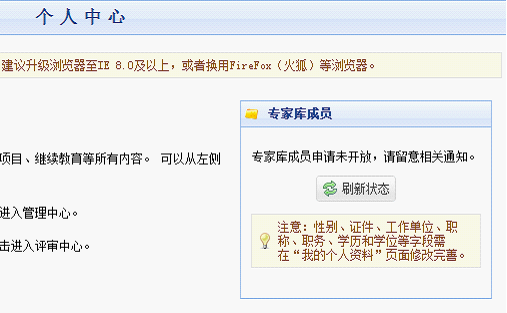 个人中心
建议升级浏览器至IE 8.0及以上，或者换用FireFox（火狐）等浏览器。
专家库成员
项目、继续教育等所有内容。 可以从左侧
专家库成员申请未开放，请留意相关通知。
刷新状态
进入管理中心。
击进入评审中心。
注意：性别、证件、工作单位、职
称、职务、学历和学位等字段需
在“我的个人资料”页面修改完善。